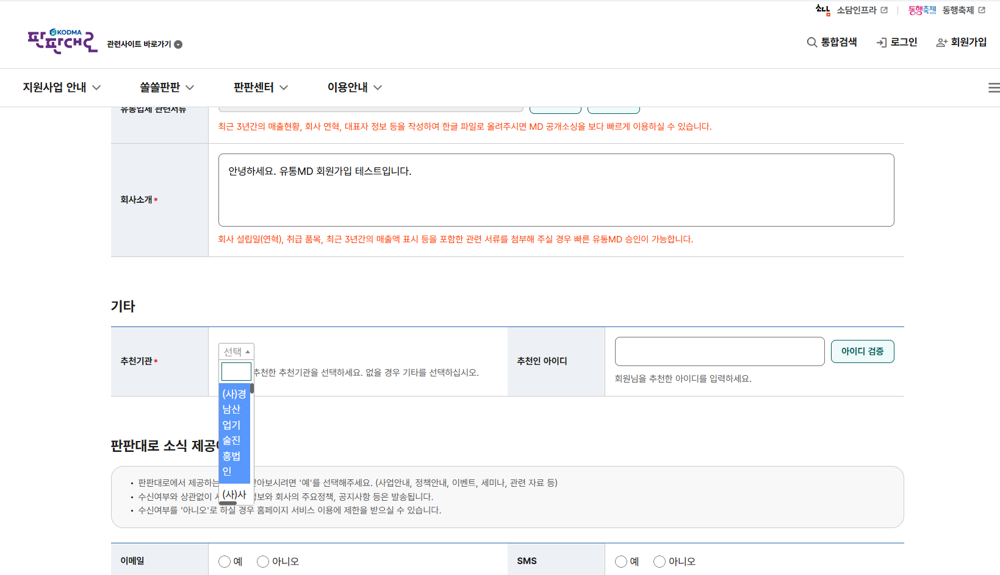 소담
소담인프라
동행축제
동행축제
KODMA
판판대로
관련사이트 바로가기
통합검색
로그인
회원가입
지원사업 안내
쏠쏠판판
판판센터
이용안내
유통업체 관련서류
최근 3년간의 매출현황, 회사 연혁, 대표자 정보 등을 작성하여 한글 파일로 올려주시면 MD 공개소싱을 보다 빠르게 이용하실 수 있습니다.
회사소개*
안녕하세요. 유통MD 회원가입 테스트입니다.
회사 설립일(연혁), 취급 품목, 최근 3년간의 매출액 표시 등을 포함한 관련 서류를 첨부해 주실 경우 빠른 유통MD 승인이 가능합니다.
기타
추천기관*
선택
추천한 추천기관을 선택하세요. 없을 경우 기타를 선택하십시오.
(사)경
남산
업기
술진
흥법
인
(사)사
추천인 아이디
아이디 검증
회원님을 추천한 아이디를 입력하세요.
판판대로 소식 제공
• 판판대로에서 제공하는 받아보시려면 '예'를 선택해주세요. (사업안내, 정책안내, 이벤트, 세미나, 관련 자료 등)
• 수신여부와 상관없이 정보와 회사의 주요정책, 공지사항 등은 발송됩니다.
• 수신여부를 '아니오'로 하실 경우 홈페이지 서비스 이용에 제한을 받으실 수 있습니다.
이메일
예
아니오
SMS
예
아니오